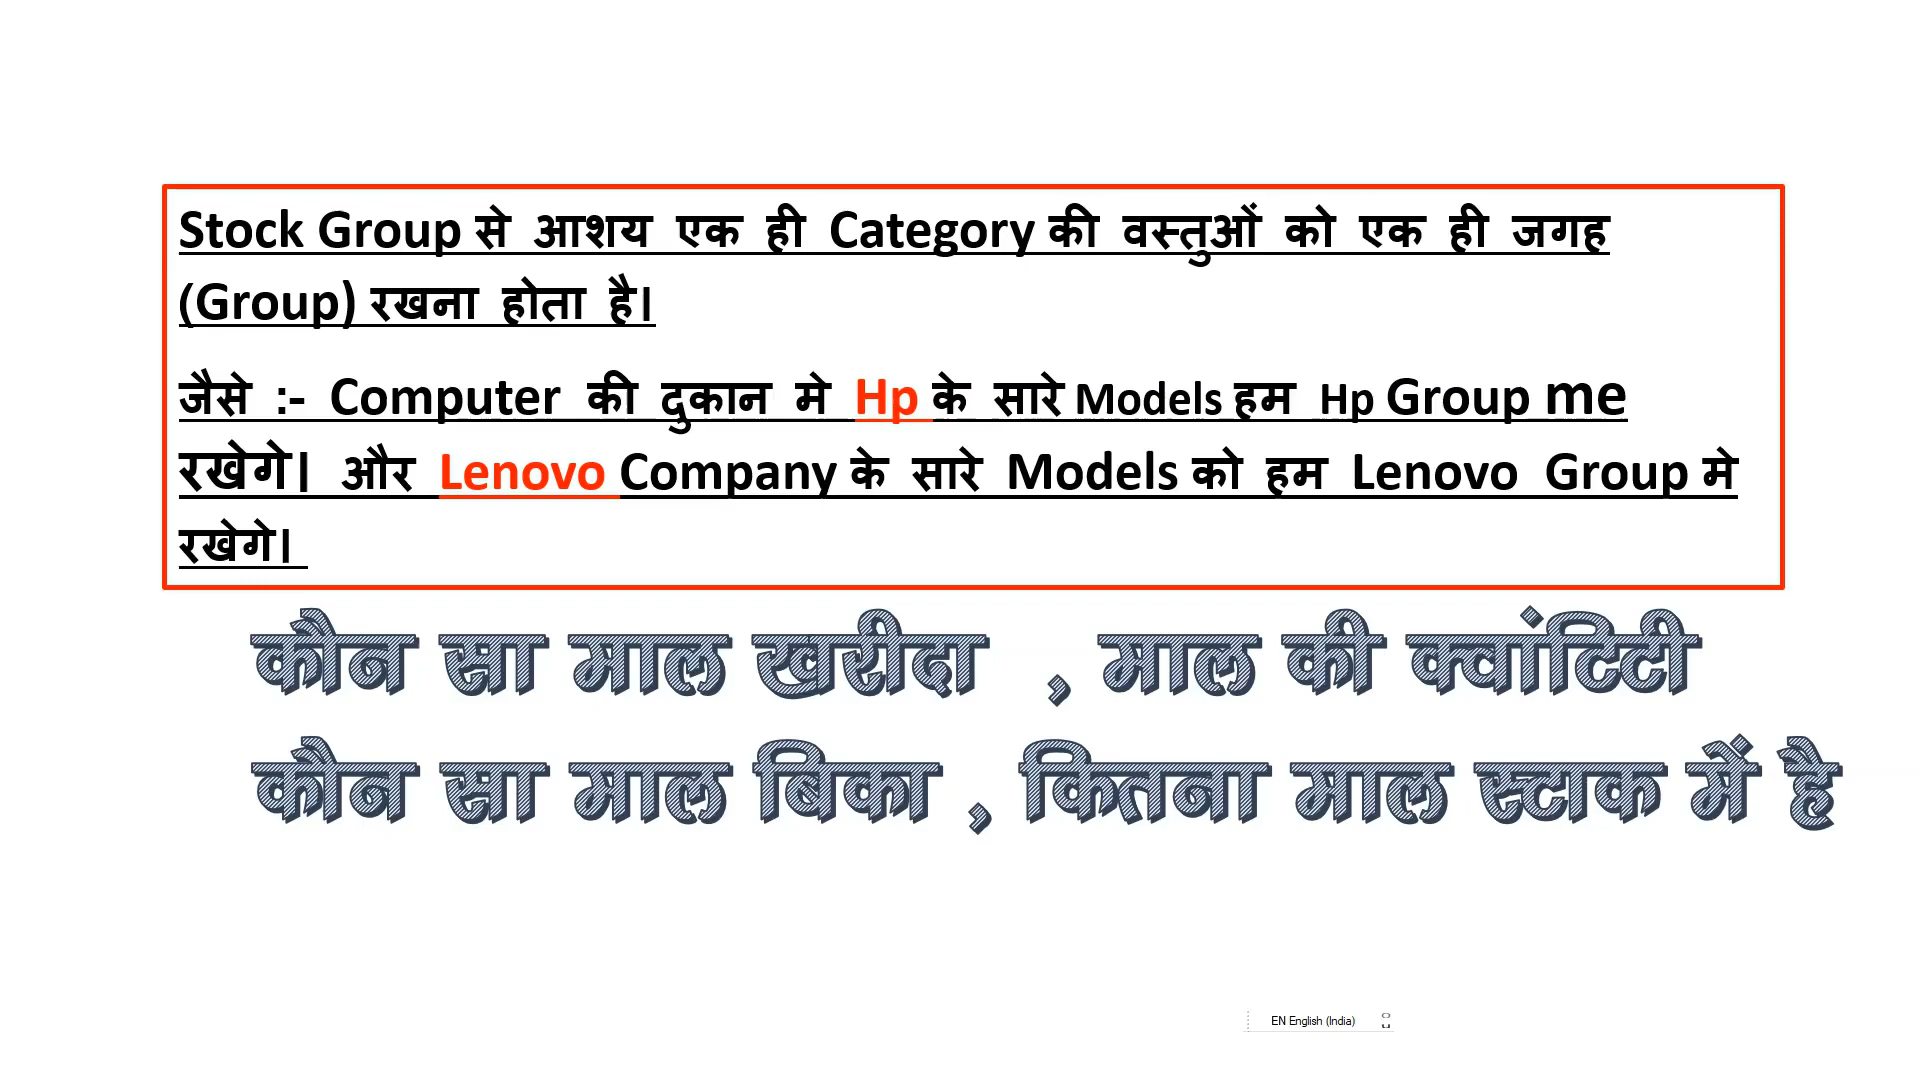 Stock Group से आशय एक ही Category की वस्तुओं को एक ही जगह
(Group) रखना होता है।
जैसे :- Computer की दुकान मे Hp के सारे Models हम Hp Group me
रखेगे। और Lenovo Company के सारे Models को हम Lenovo Group मे
रखेगे।
कौन सा माल खरीदा , माल की क्वांटिटी
कौन सा माल बिका , कितना माल स्टाक में है
EN English (India)